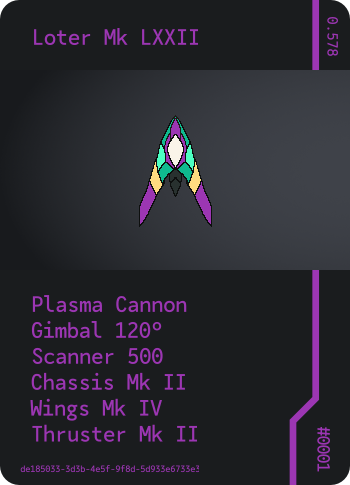 Loter Mk LXXII
0.578
Plasma Cannon
Gimbal 120°
Scanner 500
Chassis Mk II
Wings Mk IV
Thruster Mk II
#0001
de185033-3d3b-4e5f-9f8d-5d933e6733e3